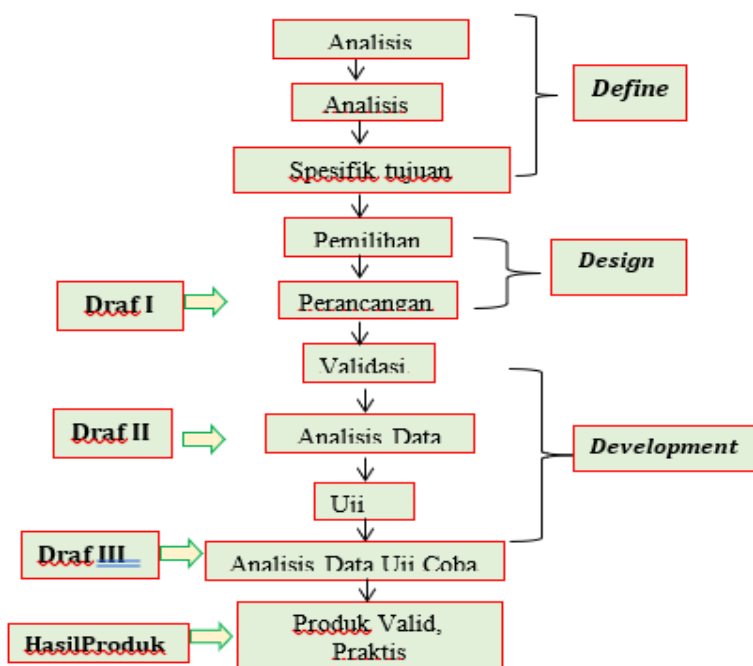 Analisis
Define
Analisis
Spesifik tujuan
Pemilihan
Design
Draf I
Perancangan
Validasi.
Draf II
Analisis Data
Development
Uji
Draf III
Analisis Data Uji Coba
HasilProduk
Produk Valid,
Praktis